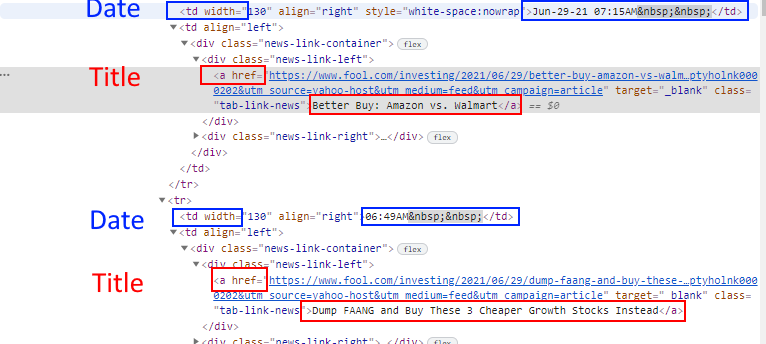 Date <td width="130" align="right" style="white-space:nowrap">Jun-29-21 07:15AM&nbsp;&nbsp;</td>
▼<td align="left">
▼<div class="news-link-container"> flex
▼<div class="news-link-left">
… Title <a href="https://www.fool.com/investing/2021/06/29/better-buy-amazon-vs-walm…ptyholnk000
0202&utm_source=yahoo-host&utm_medium=feed&utm_campaign=article" target="_blank" class=
"tab-link-news">Better Buy: Amazon vs. Walmart</a> == $0
</div>
▶<div class="news-link-right">…</div> flex
</div>
</td>
</tr>
▼<tr>
Date <td width="130" align="right">06:49AM&nbsp;&nbsp;</td>
▼<td align="left">
▼<div class="news-link-container"> flex
▼<div class="news-link-left">
Title <a href="https://www.fool.com/investing/2021/06/29/dump-faang-and-buy-these-…ptyholnk000
0202&utm_source=yahoo-host&utm_medium=feed&utm_campaign=article" target="_blank" class=
"tab-link-news">Dump FAANG and Buy These 3 Cheaper Growth Stocks Instead</a>
</div>
▶<div class="news-link-right">…</div> flex